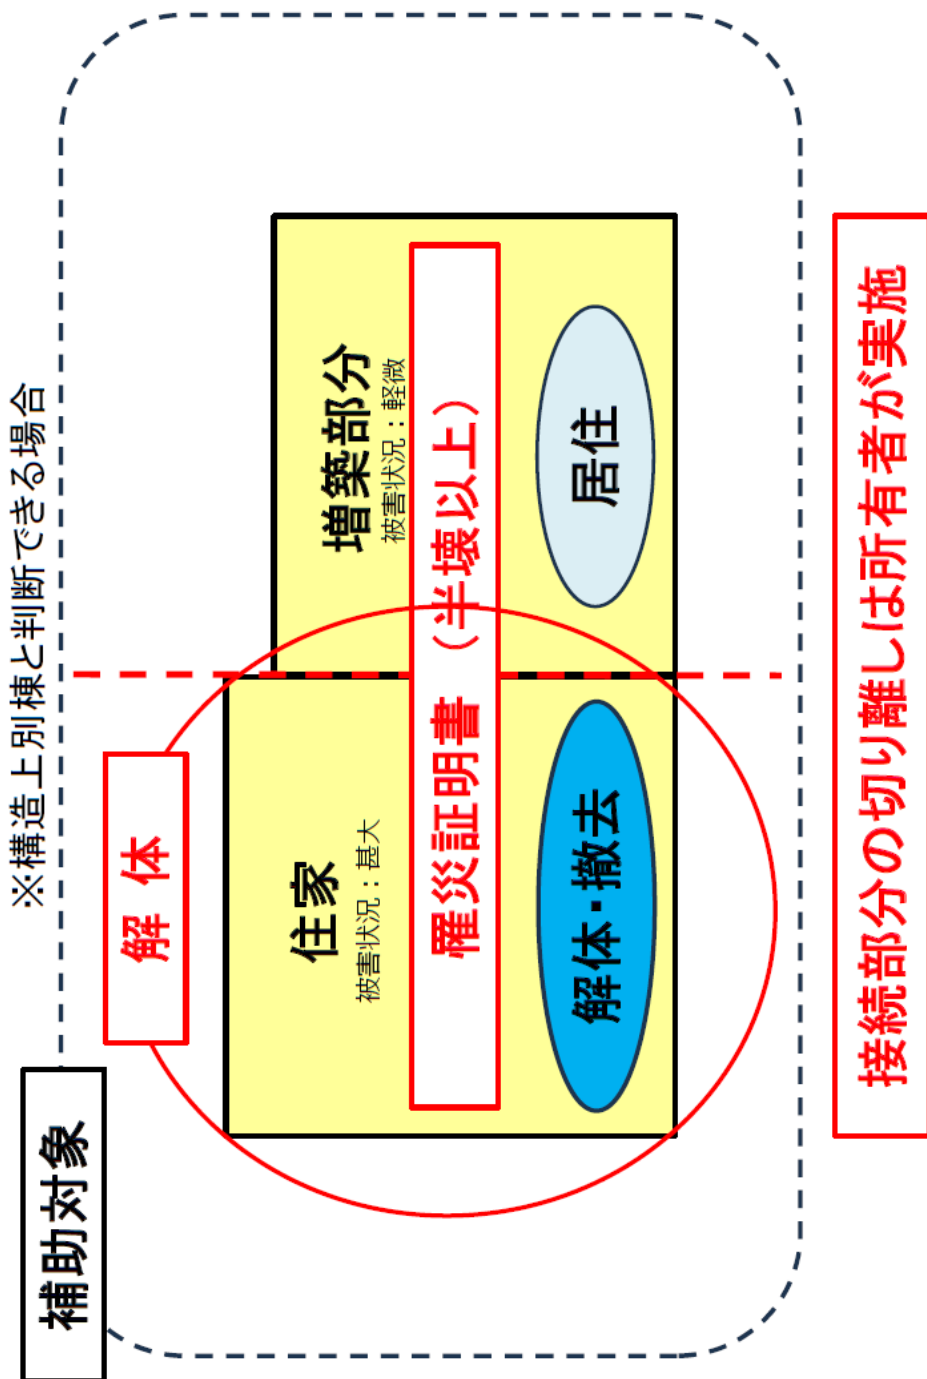 補助対象
※構造上別棟と判断できる場合
解 体
住家
被害状況：甚大
増築部分
被害状況：軽微
罹災証明書 （半壊以上）
解体・撤去
居住
接続部分の切り離しは所有者が実施